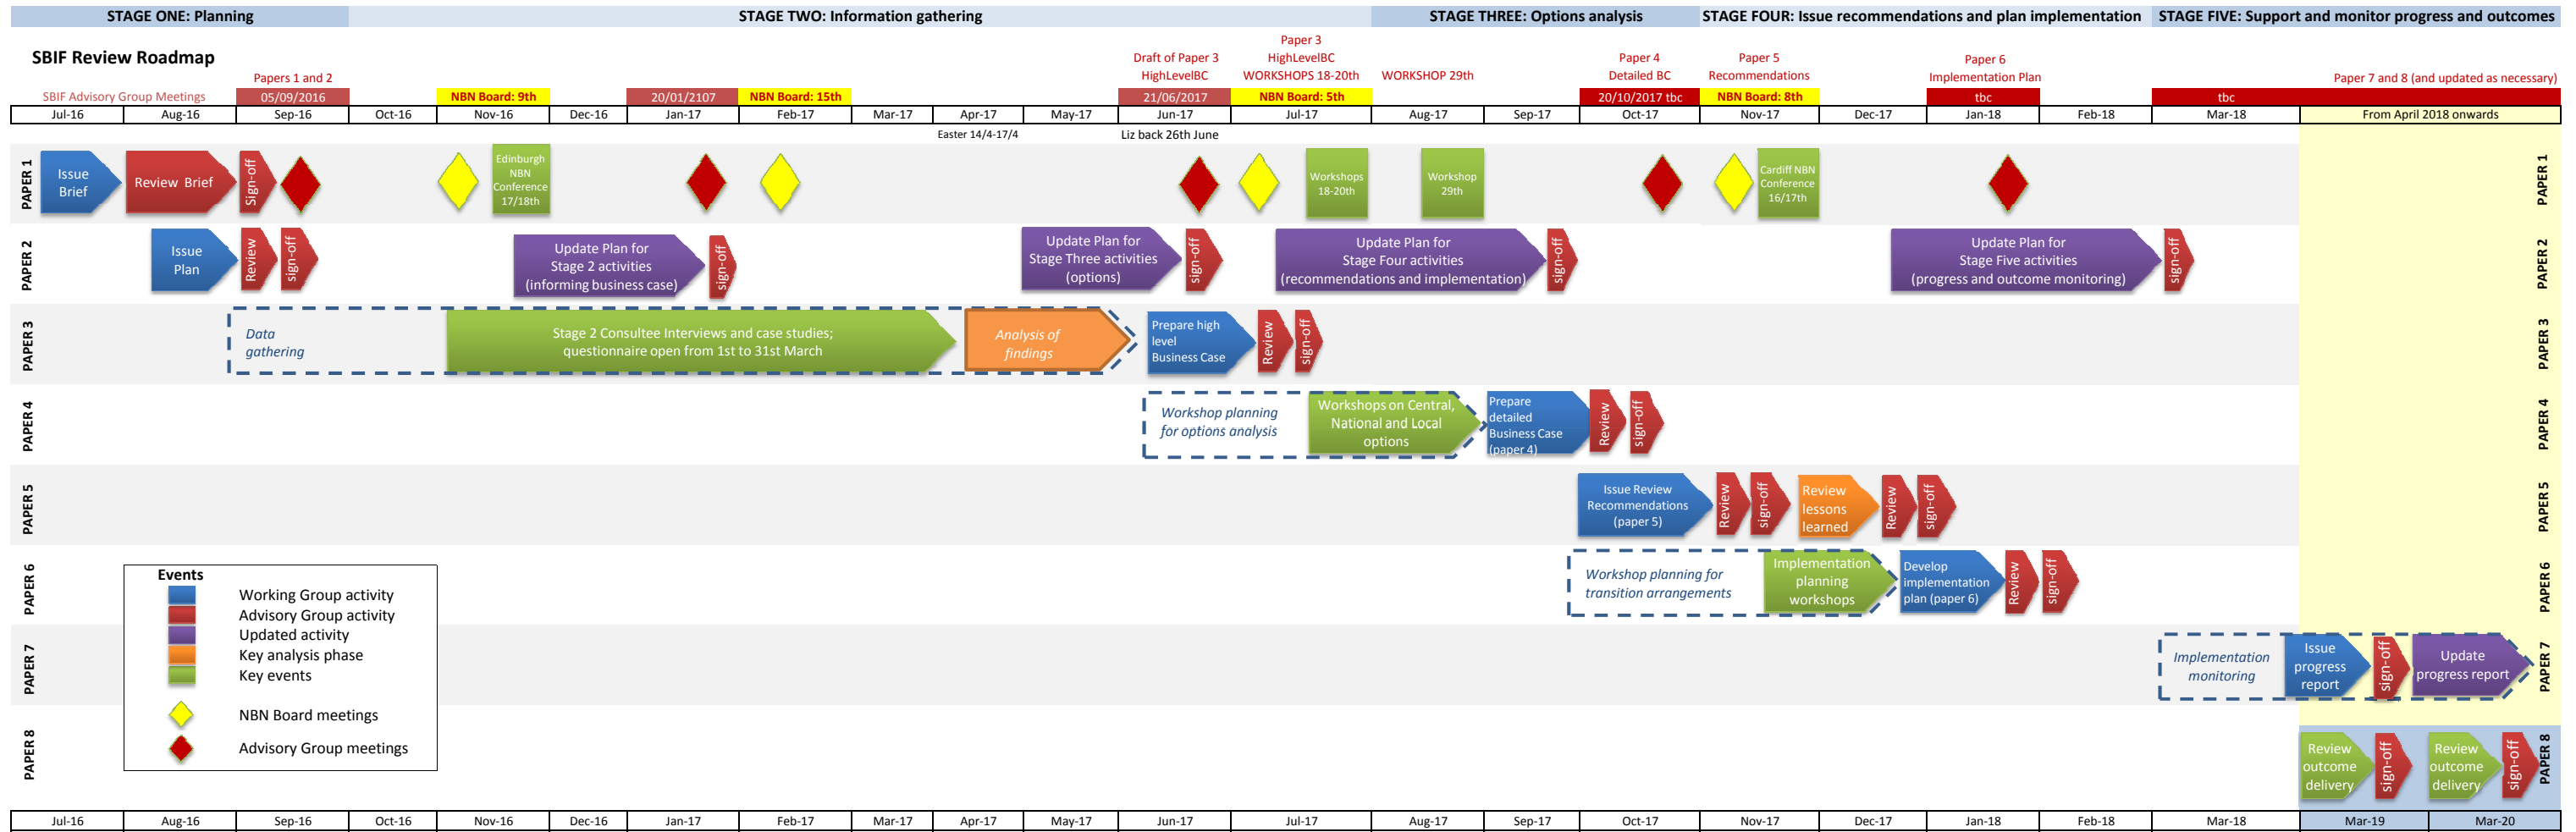 STAGE ONE: Planning
STAGE TWO: Information gathering
STAGE THREE: Options analysis
STAGE FOUR: Issue recommendations and plan implementation
STAGE FIVE: Support and monitor progress and outcomes
SBIF Review Roadmap
Papers 1 and 2
Draft of Paper 3
HighLevelBC
Paper 3
HighLevelBC
WORKSHOPS 18-20th
WORKSHOP 29th
Paper 4
Detailed BC
Paper 5
Recommendations
Paper 6
Implementation Plan
Paper 7 and 8 (and updated as necessary)
SBIF Advisory Group Meetings
05/09/2016
NBN Board: 9th
20/01/2107
NBN Board: 15th
21/06/2017
NBN Board: 5th
20/10/2017 tbc
NBN Board: 8th
tbc
tbc
Jul-16
Aug-16
Sep-16
Oct-16
Nov-16
Dec-16
Jan-17
Feb-17
Mar-17
Apr-17
May-17
Jun-17
Jul-17
Aug-17
Sep-17
Oct-17
Nov-17
Dec-17
Jan-18
Feb-18
Mar-18
From April 2018 onwards
Easter 14/4-17/4
Liz back 26th June
PAPER 1
Issue
Brief
Review Brief
Sign-off
Edinburgh
NBN
Conference
17/18th
Workshops
18-20th
Workshop
29th
Cardiff NBN
Conference
16/17th
PAPER 1
PAPER 2
Issue
Plan
Review
sign-off
Update Plan for
Stage 2 activities
(informing business case)
sign-off
Update Plan for
Stage Three activities
(options)
sign-off
Update Plan for
Stage Four activities
(recommendations and implementation)
sign-off
Update Plan for
Stage Five activities
(progress and outcome monitoring)
sign-off
PAPER 2
PAPER 3
Data
gathering
Stage 2 Consultee Interviews and case studies;
questionnaire open from 1st to 31st March
Analysis of
findings
Prepare high
level
Business Case
Review
sign-off
PAPER 3
PAPER 4
Workshop planning
for options analysis
Workshops on Central,
National and Local
options
Prepare
detailed
Business Case
(paper 4)
Review
sign-off
PAPER 4
PAPER 5
Issue Review
Recommendations
(paper 5)
Review
sign-off
Review
lessons
learned
Review
sign-off
PAPER 5
PAPER 6
Workshop planning for
transition arrangements
Implementation
planning
workshops
Develop
implementation
plan (paper 6)
Review
sign-off
PAPER 6
Events
Working Group activity
Advisory Group activity
Updated activity
Key analysis phase
Key events
NBN Board meetings
Advisory Group meetings
PAPER 7
Implementation
monitoring
Issue
progress
report
sign-off
Update
progress report
PAPER 7
PAPER 8
Review
outcome
delivery
sign-off
Review
outcome
delivery
sign-off
PAPER 8
Jul-16
Aug-16
Sep-16
Oct-16
Nov-16
Dec-16
Jan-17
Feb-17
Mar-17
Apr-17
May-17
Jun-17
Jul-17
Aug-17
Sep-17
Oct-17
Nov-17
Dec-17
Jan-18
Feb-18
Mar-18
Mar-19
Mar-20